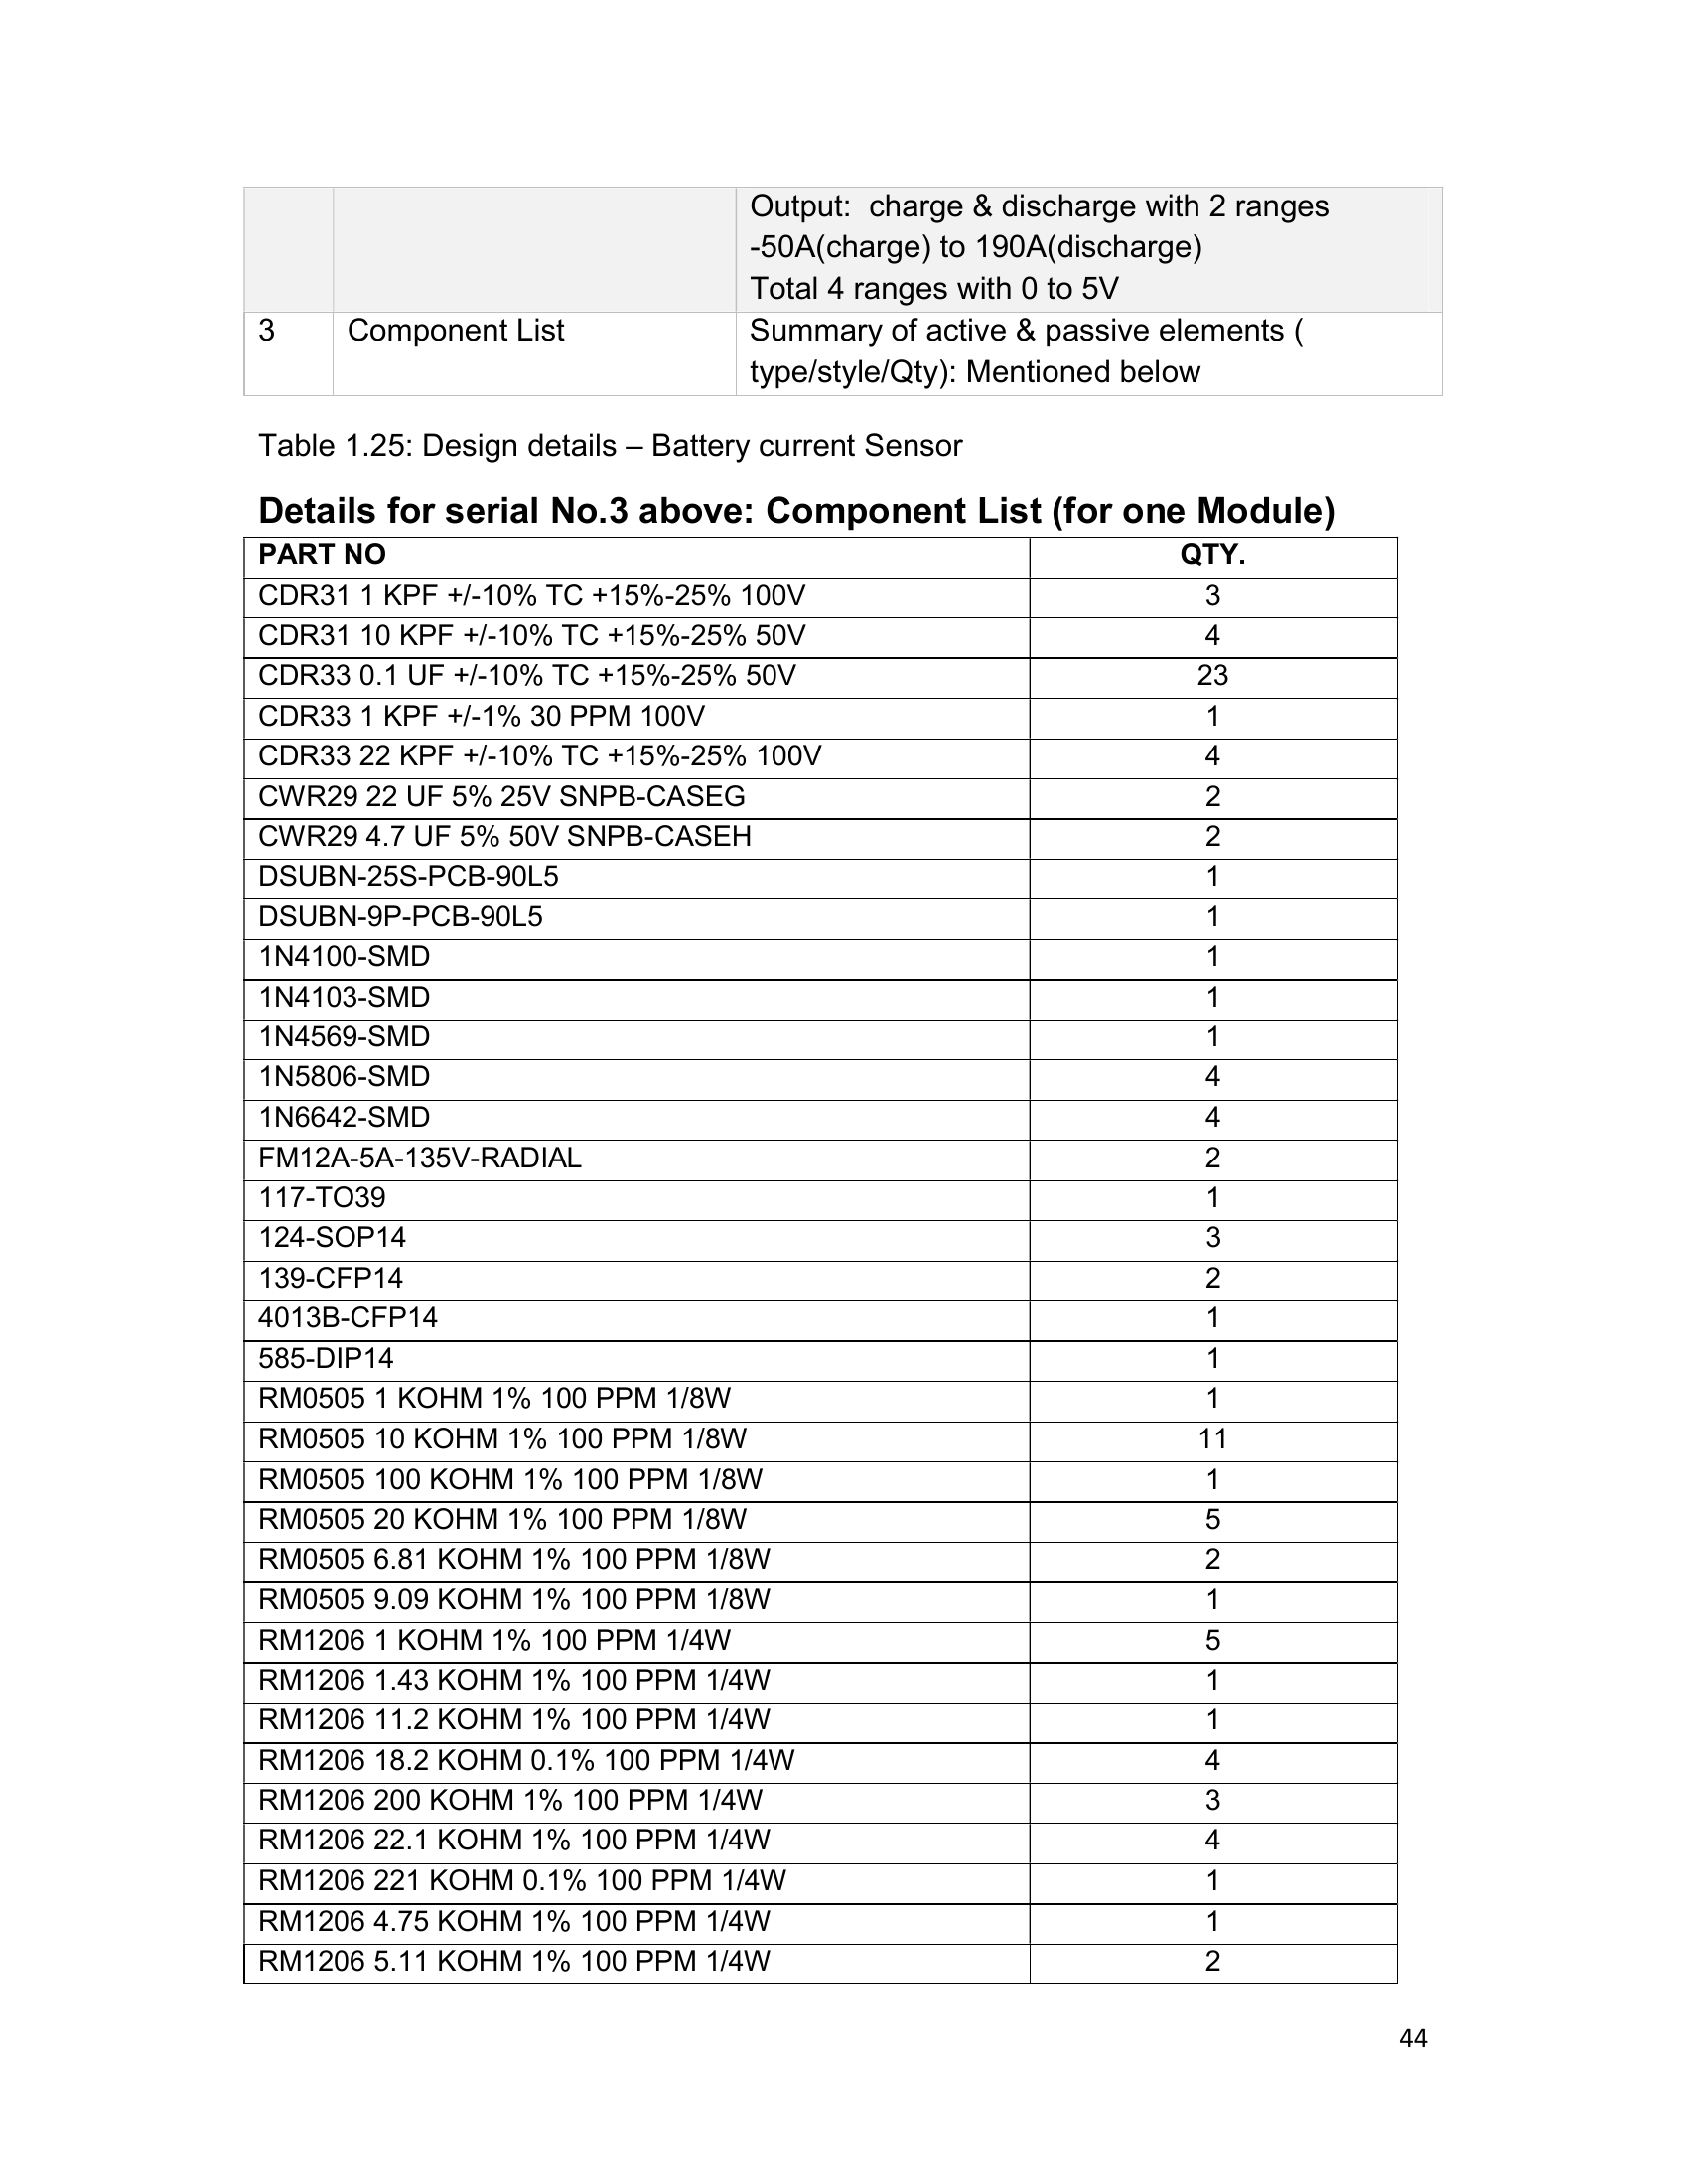 Output:  charge & discharge with 2 ranges
-50A(charge) to 190A(discharge)
Total 4 ranges with 0 to 5V
3 Component List Summary of active & passive elements (
type/style/Qty): Mentioned below
Table 1.25: Design details – Battery current Sensor
Details for serial No.3 above: Component List (for one Module)
PART NO QTY.
CDR31 1 KPF +/-10% TC +15%-25% 100V 3
CDR31 10 KPF +/-10% TC +15%-25% 50V 4
CDR33 0.1 UF +/-10% TC +15%-25% 50V 23
CDR33 1 KPF +/-1% 30 PPM 100V 1
CDR33 22 KPF +/-10% TC +15%-25% 100V 4
CWR29 22 UF 5% 25V SNPB-CASEG 2
CWR29 4.7 UF 5% 50V SNPB-CASEH 2
DSUBN-25S-PCB-90L5 1
DSUBN-9P-PCB-90L5 1
1N4100-SMD 1
1N4103-SMD 1
1N4569-SMD 1
1N5806-SMD 4
1N6642-SMD 4
FM12A-5A-135V-RADIAL 2
117-TO39 1
124-SOP14 3
139-CFP14 2
4013B-CFP14 1
585-DIP14 1
RM0505 1 KOHM 1% 100 PPM 1/8W 1
RM0505 10 KOHM 1% 100 PPM 1/8W 11
RM0505 100 KOHM 1% 100 PPM 1/8W 1
RM0505 20 KOHM 1% 100 PPM 1/8W 5
RM0505 6.81 KOHM 1% 100 PPM 1/8W 2
RM0505 9.09 KOHM 1% 100 PPM 1/8W 1
RM1206 1 KOHM 1% 100 PPM 1/4W 5
RM1206 1.43 KOHM 1% 100 PPM 1/4W 1
RM1206 11.2 KOHM 1% 100 PPM 1/4W 1
RM1206 18.2 KOHM 0.1% 100 PPM 1/4W 4
RM1206 200 KOHM 1% 100 PPM 1/4W 3
RM1206 22.1 KOHM 1% 100 PPM 1/4W 4
RM1206 221 KOHM 0.1% 100 PPM 1/4W 1
RM1206 4.75 KOHM 1% 100 PPM 1/4W 1
RM1206 5.11 KOHM 1% 100 PPM 1/4W 2
44